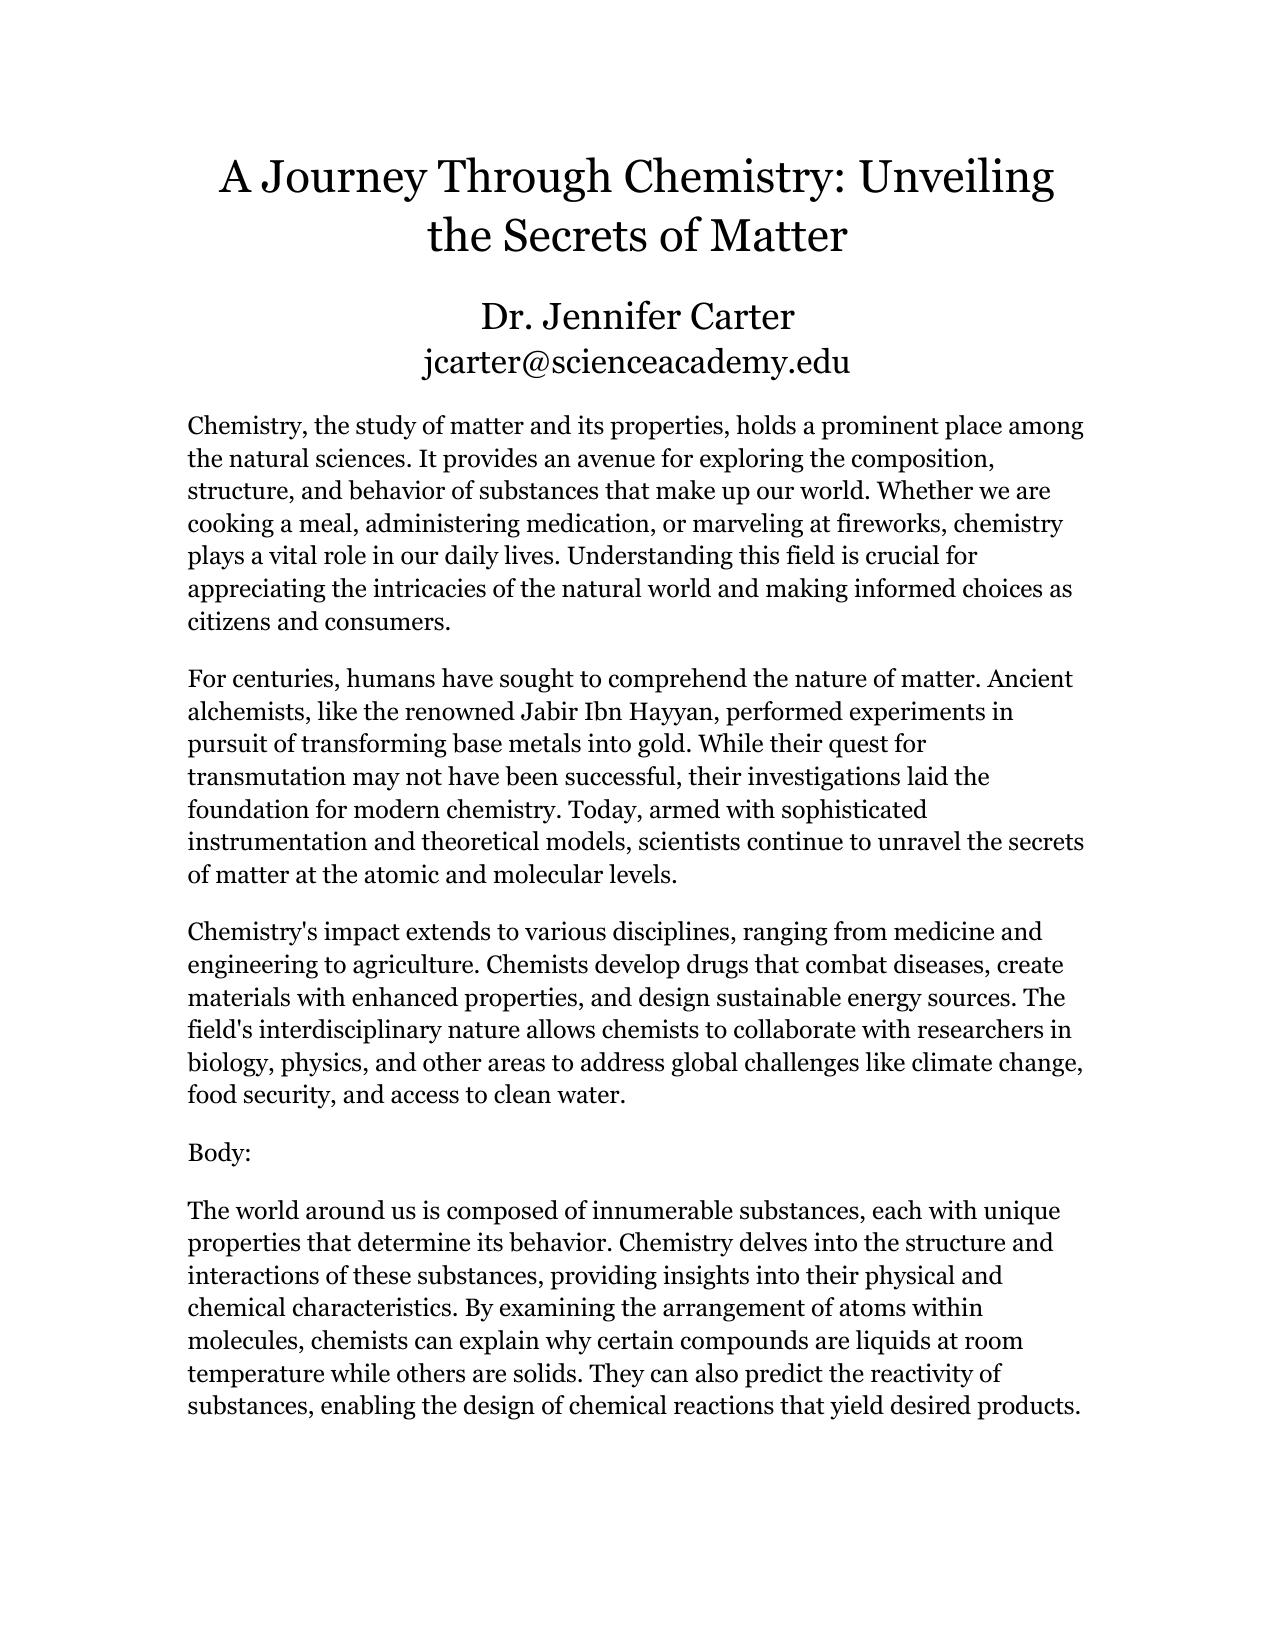 A Journey Through Chemistry: Unveiling
the Secrets of Matter
Dr. Jennifer Carter
jcarter@scienceacademy.edu
Chemistry, the study of matter and its properties, holds a prominent place among
the natural sciences. It provides an avenue for exploring the composition,
structure, and behavior of substances that make up our world. Whether we are
cooking a meal, administering medication, or marveling at fireworks, chemistry
plays a vital role in our daily lives. Understanding this field is crucial for
appreciating the intricacies of the natural world and making informed choices as
citizens and consumers.
For centuries, humans have sought to comprehend the nature of matter. Ancient
alchemists, like the renowned Jabir Ibn Hayyan, performed experiments in
pursuit of transforming base metals into gold. While their quest for
transmutation may not have been successful, their investigations laid the
foundation for modern chemistry. Today, armed with sophisticated
instrumentation and theoretical models, scientists continue to unravel the secrets
of matter at the atomic and molecular levels.
Chemistry's impact extends to various disciplines, ranging from medicine and
engineering to agriculture. Chemists develop drugs that combat diseases, create
materials with enhanced properties, and design sustainable energy sources. The
field's interdisciplinary nature allows chemists to collaborate with researchers in
biology, physics, and other areas to address global challenges like climate change,
food security, and access to clean water.
Body:
The world around us is composed of innumerable substances, each with unique
properties that determine its behavior. Chemistry delves into the structure and
interactions of these substances, providing insights into their physical and
chemical characteristics. By examining the arrangement of atoms within
molecules, chemists can explain why certain compounds are liquids at room
temperature while others are solids. They can also predict the reactivity of
substances, enabling the design of chemical reactions that yield desired products.